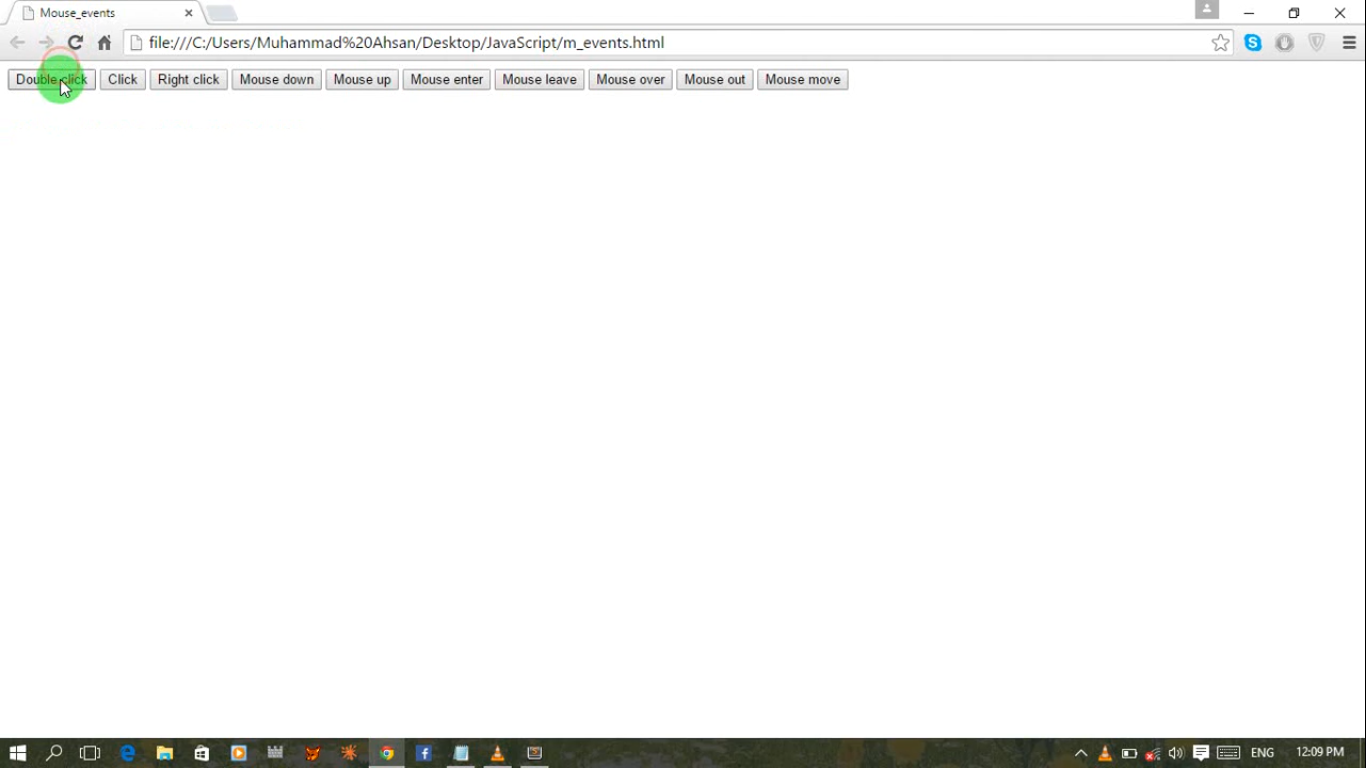 Mouse_events
file:///C:/Users/Muhammad%20Ahsan/Desktop/JavaScript/m_events.html
Double click Click Right click Mouse down Mouse up Mouse enter Mouse leave Mouse over Mouse out Mouse move
ENG 12:09 PM